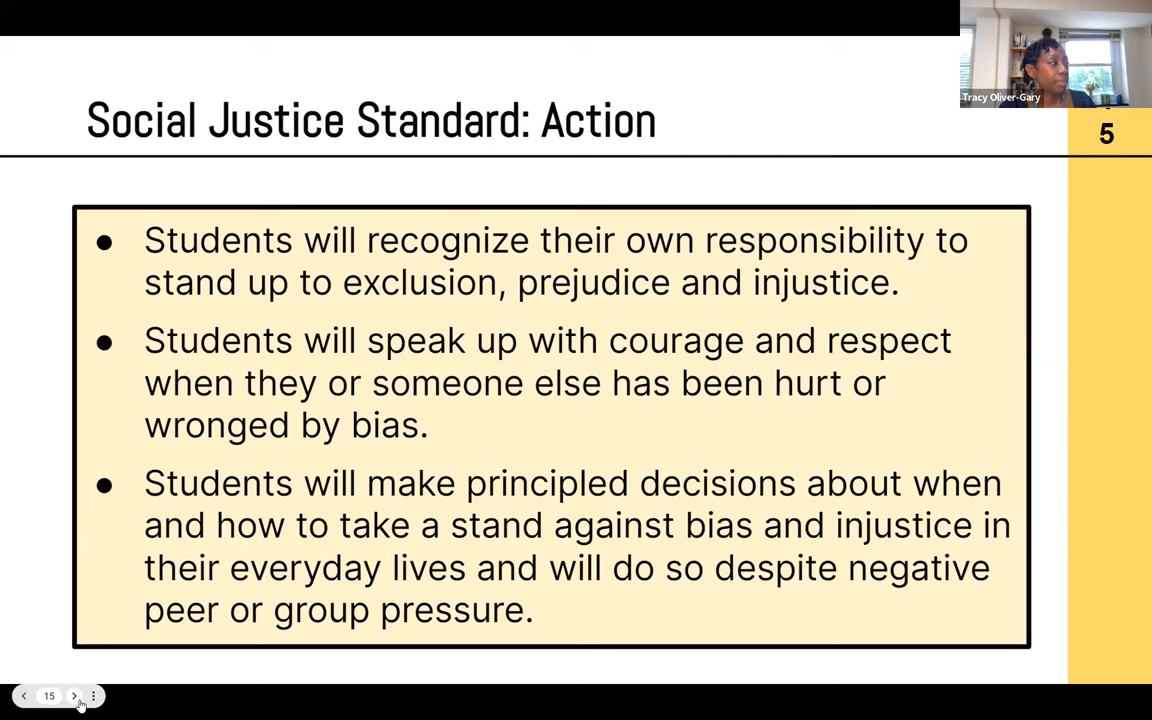 Tracy Oliver-Gary
Social Justice Standard: Action
5
● Students will recognize their own responsibility to
stand up to exclusion, prejudice and injustice.
● Students will speak up with courage and respect
when they or someone else has been hurt or
wronged by bias.
● Students will make principled decisions about when
and how to take a stand against bias and injustice in
their everyday lives and will do so despite negative
peer or group pressure.
15